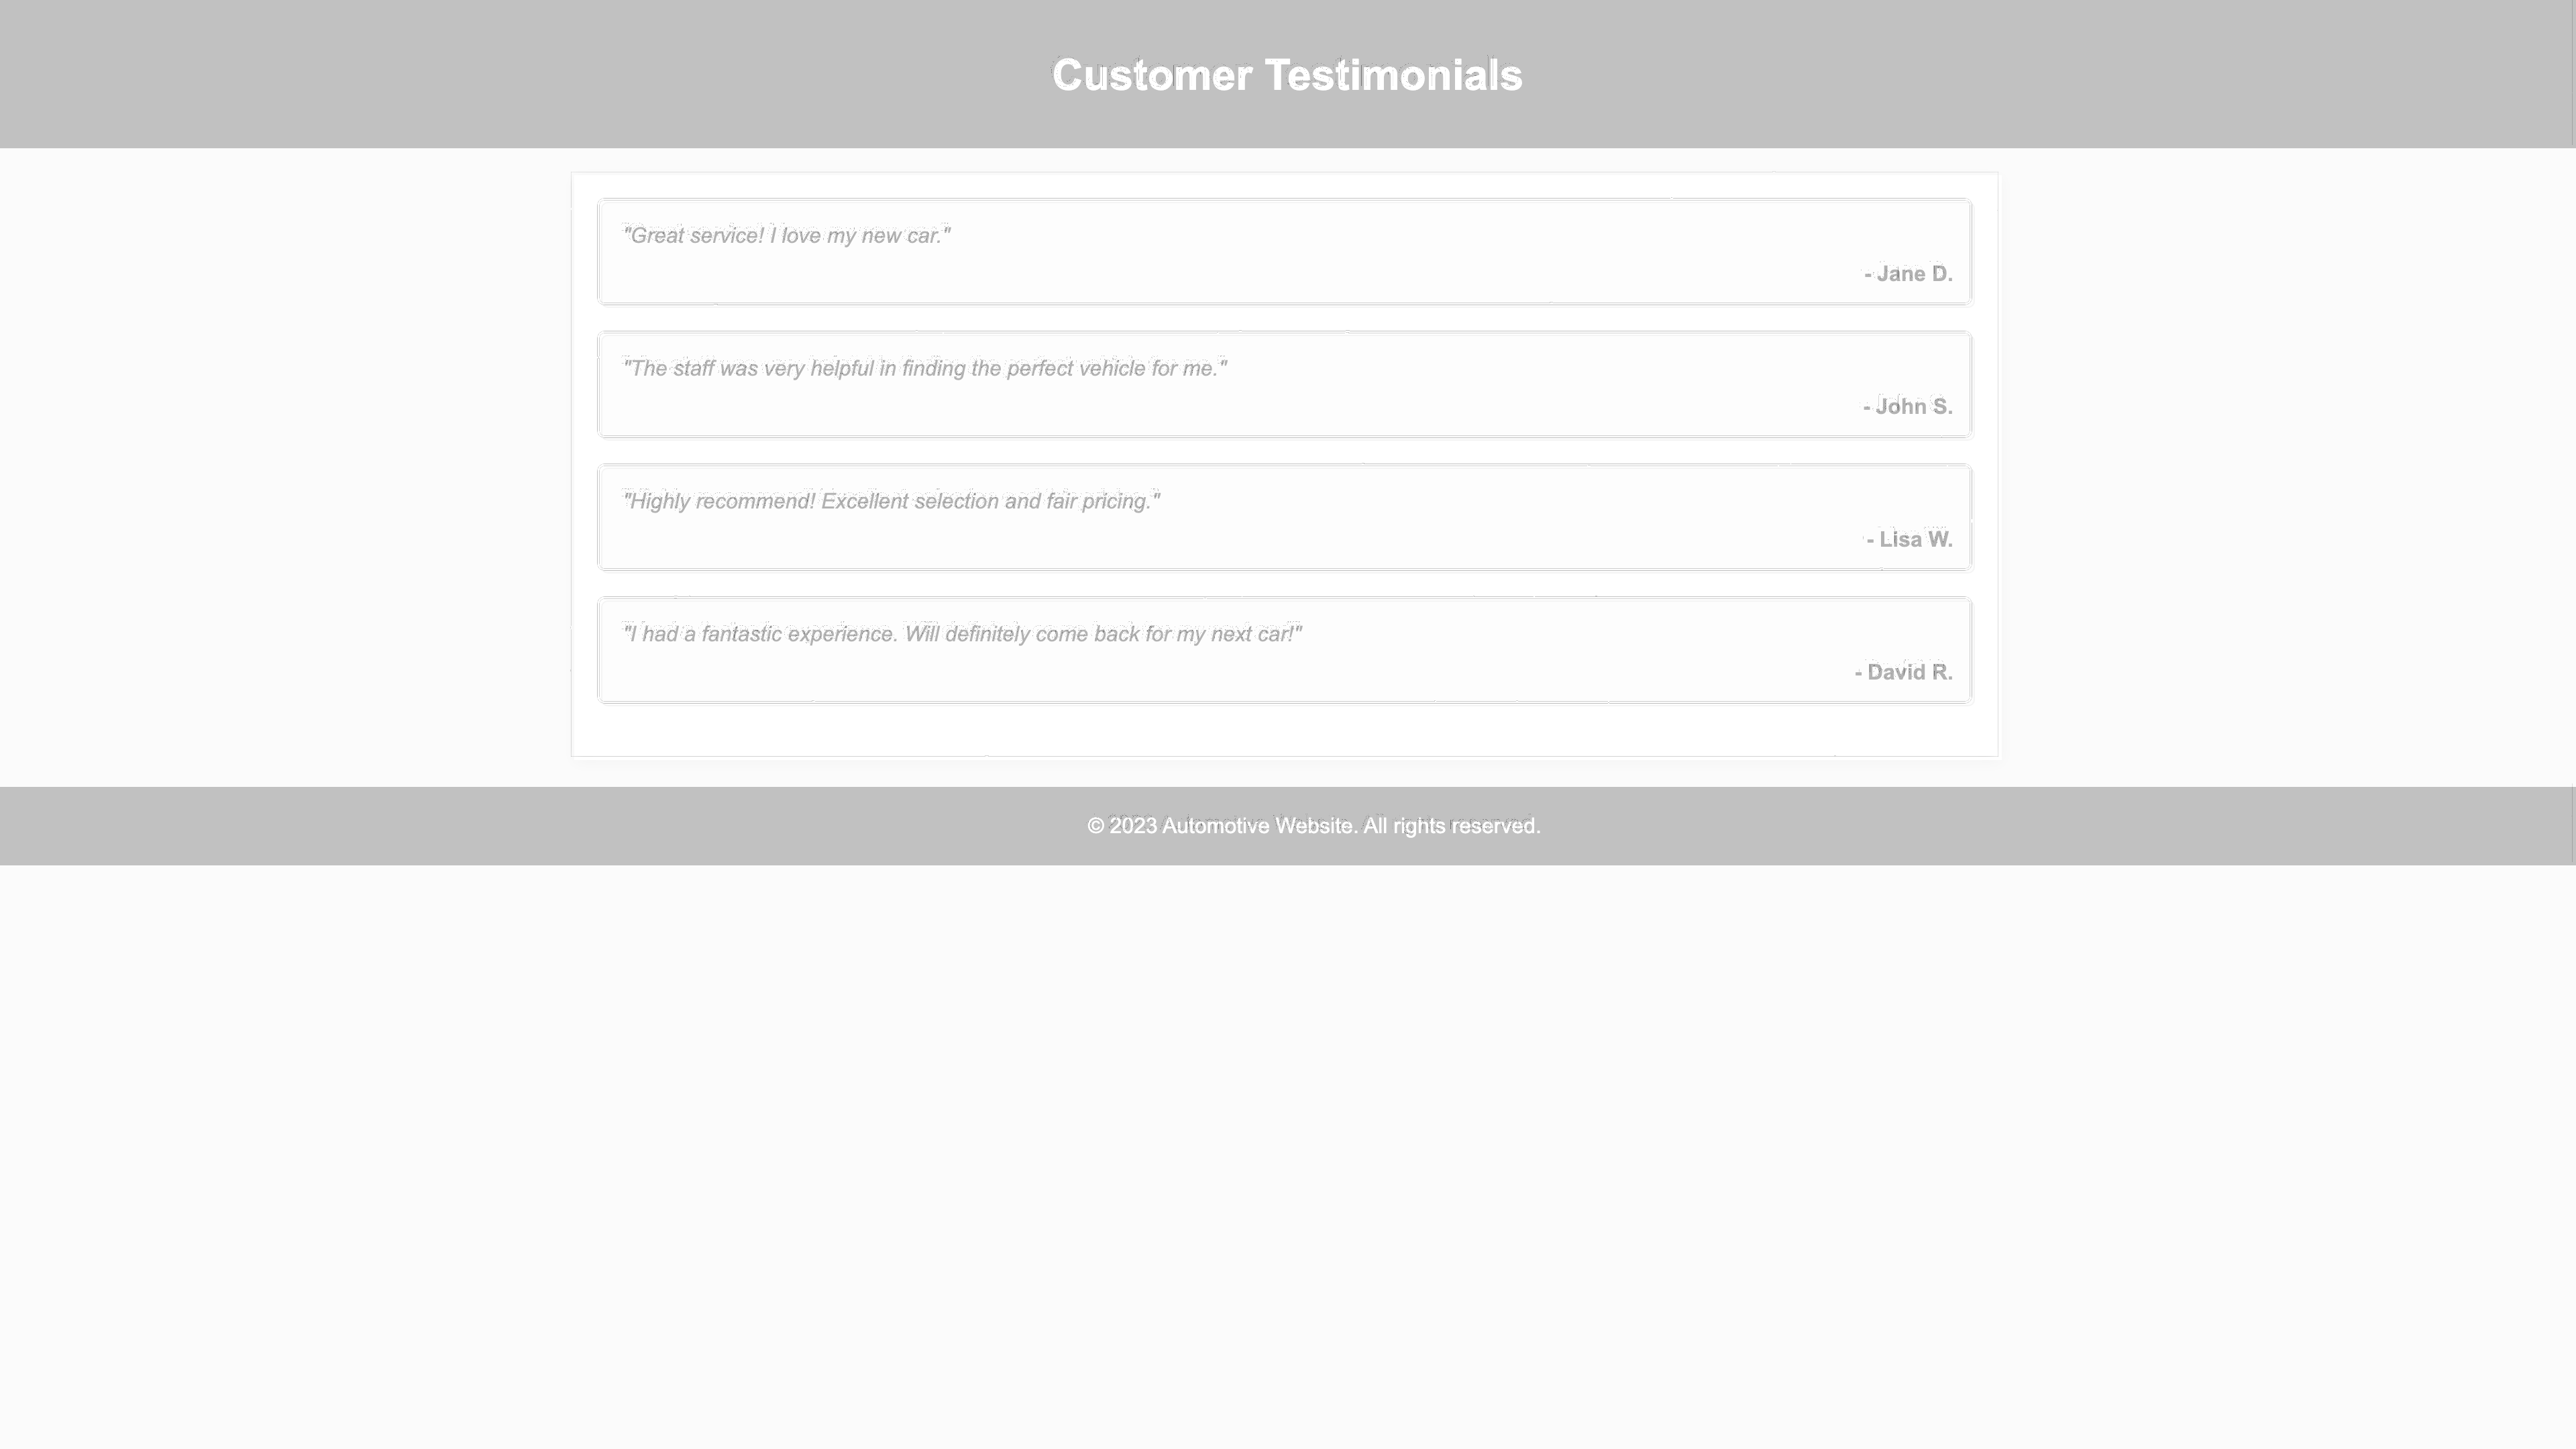 Customer Testimonials
"Great service! I love my new car."
- Jane D.
"The staff was very helpful in finding the perfect vehicle for me."
- John S.
"Highly recommend! Excellent selection and fair pricing."
- Lisa W.
"I had a fantastic experience. Will definitely come back for my next car!"
- David R.
© 2023 Automotive Website. All rights reserved.